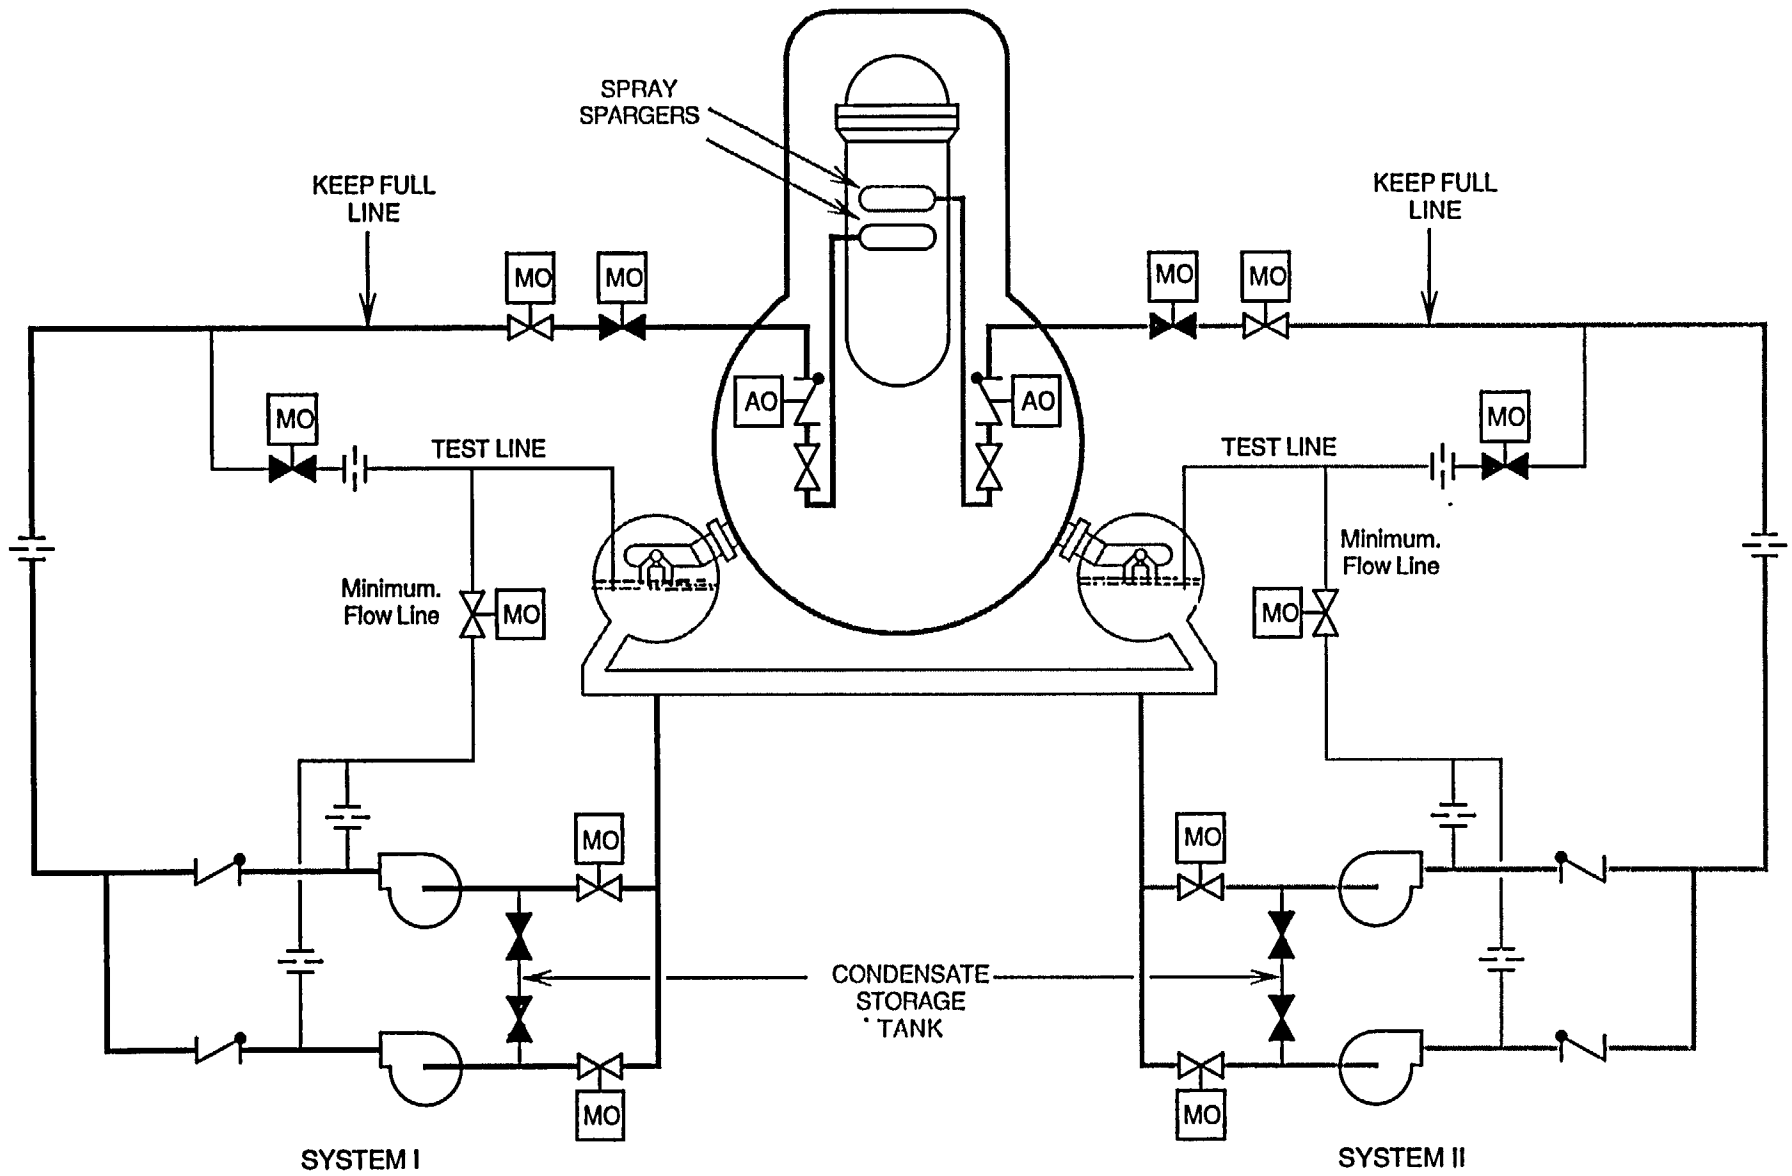 SPRAY
SPARGERS
KEEP FULL
LINE
KEEP FULL
LINE
MO
MO
MO
MO
AO
AO
MO
MO
TEST LINE
TEST LINE
Minimum.
Flow Line
MO
Minimum.
Flow Line
MO
MO
MO
CONDENSATE
STORAGE
TANK
MO
MO
SYSTEM I
SYSTEM II